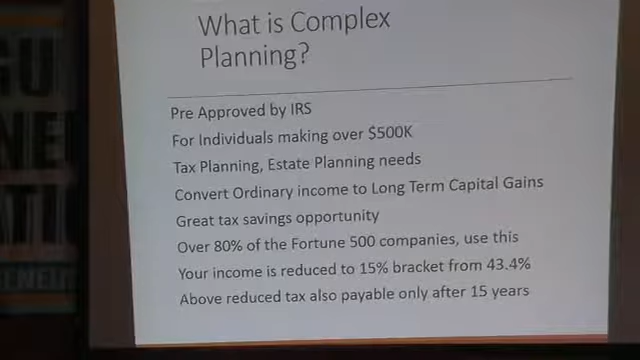 What is Complex
Planning?
Pre Approved by IRS
For Individuals making over $500K
Tax Planning, Estate Planning needs
Convert Ordinary income to Long Term Capital Gains
Great tax savings opportunity
Over 80% of the Fortune 500 companies, use this
Your income is reduced to 15% bracket from 43.4%
Above reduced tax also payable only after 15 years